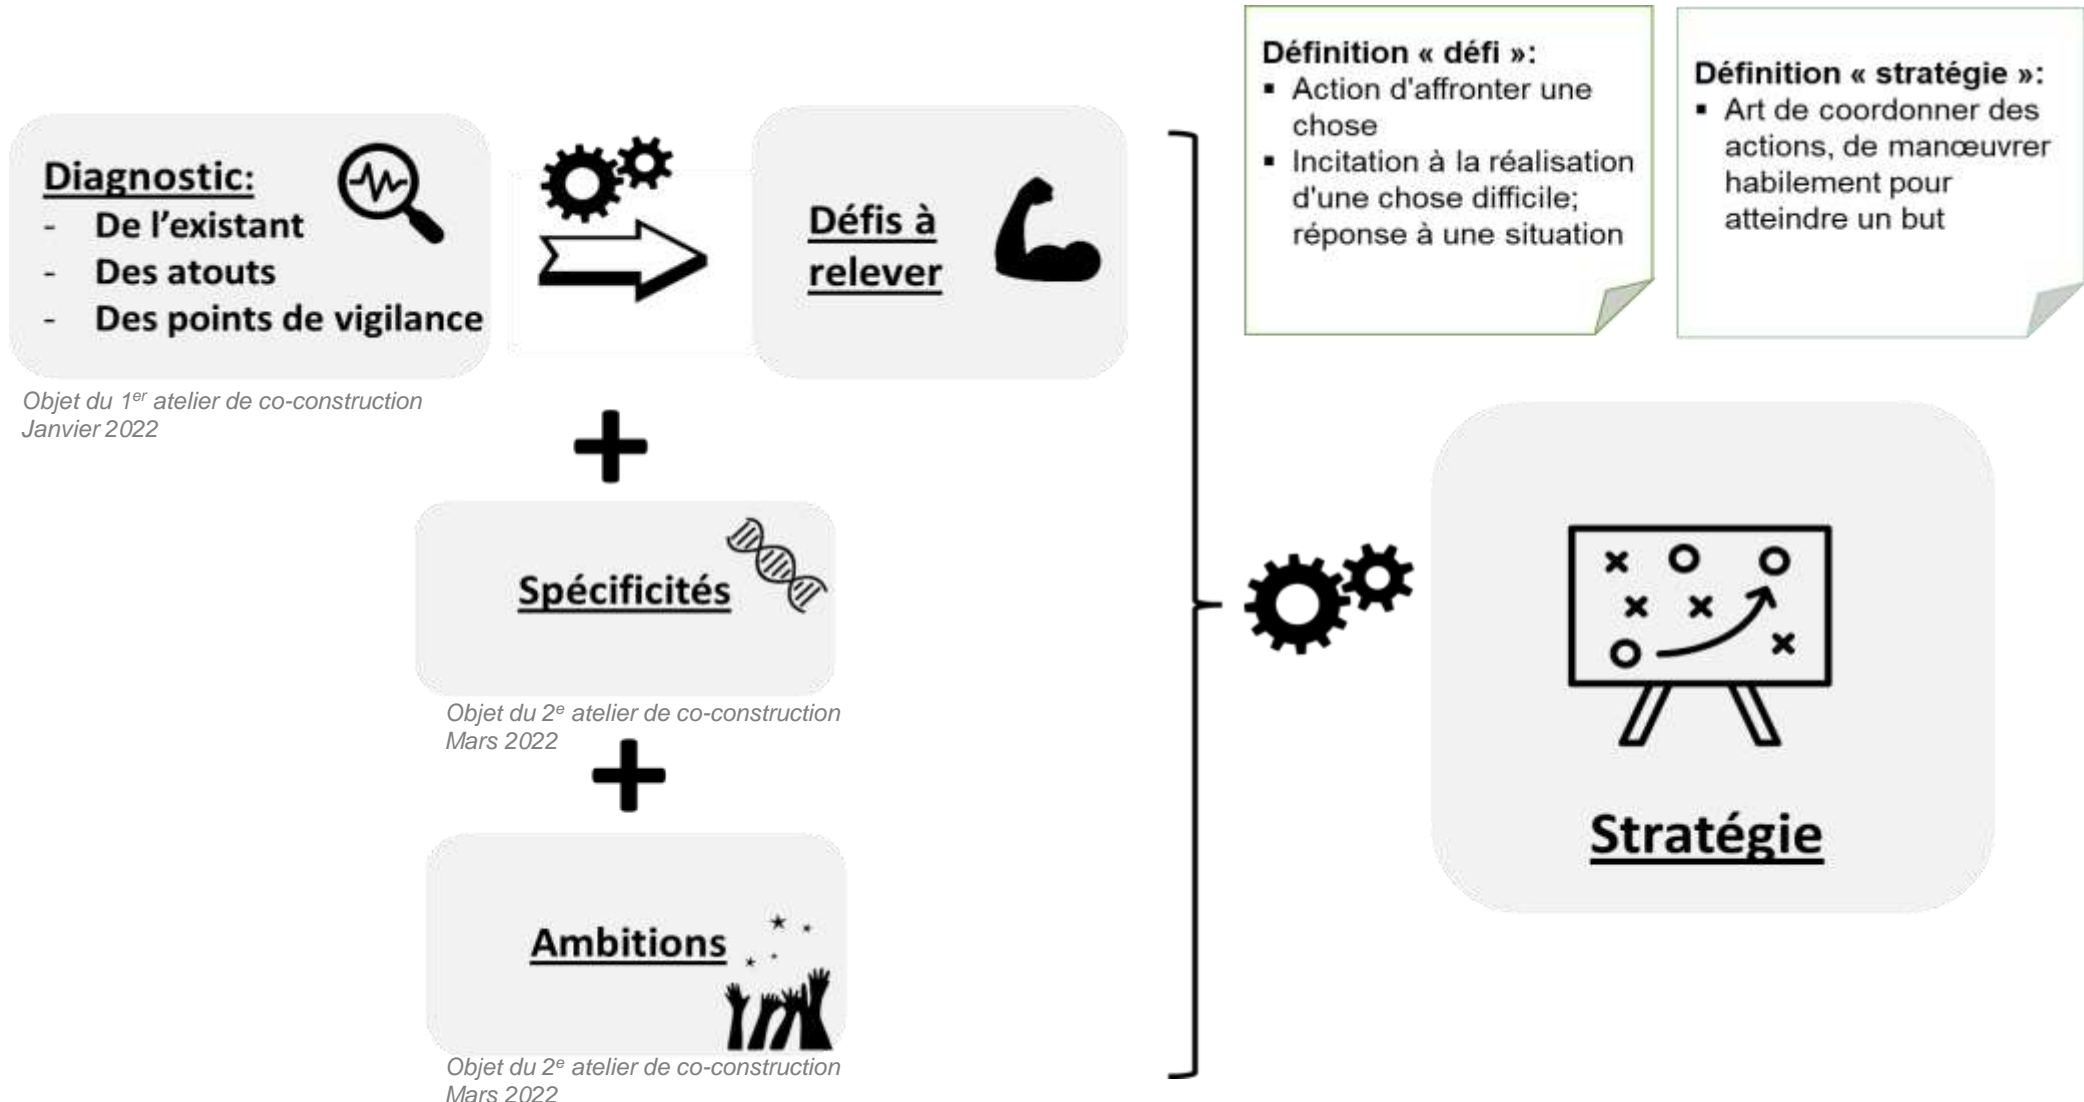 Diagnostic:
- De l'existant
- Des atouts
- Des points de vigilance
Objet du 1er atelier de co-construction
Janvier 2022
Défis à
relever
Spécificités
Objet du 2e atelier de co-construction
Mars 2022
Ambitions
Objet du 2e atelier de co-construction
Mars 2022
Définition « défi »:
▪ Action d'affronter une
chose
▪ Incitation à la réalisation
d'une chose difficile;
réponse à une situation
Définition « stratégie »:
▪ Art de coordonner des
actions, de manœuvrer
habilement pour
atteindre un but
Stratégie